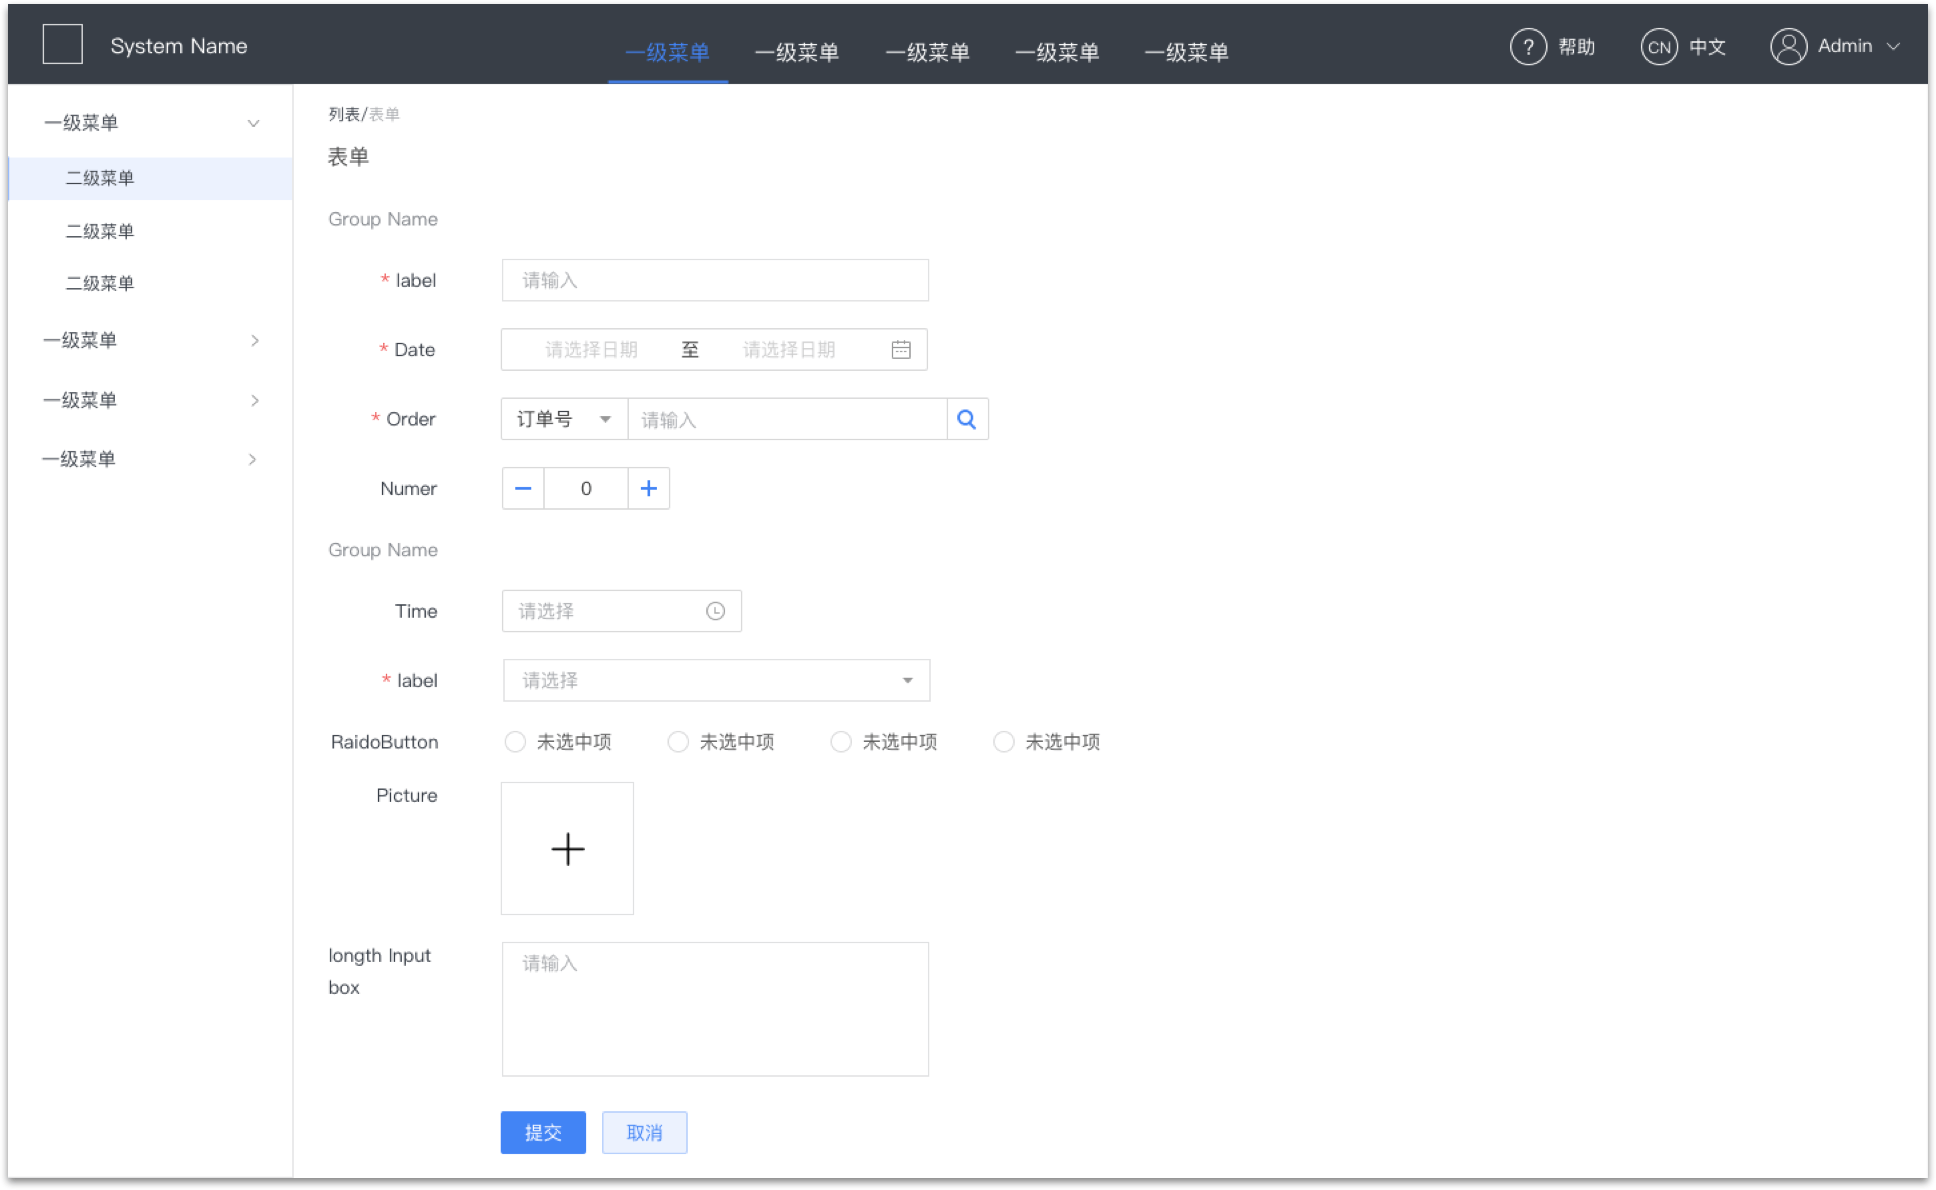 System Name
一级菜单 一级菜单 一级菜单 一级菜单 一级菜单
? 帮助 CN 中文 Admin
一级菜单
二级菜单
二级菜单
二级菜单
一级菜单
一级菜单
一级菜单
列表/表单
表单
Group Name
* label 请输入
* Date 请选择日期 至 请选择日期
* Order 订单号 请输入
Numer 0
Group Name
Time 请选择
* label 请选择
RaidoButton 未选中项 未选中项 未选中项 未选中项
Picture
longth Input
box
请输入
提交 取消